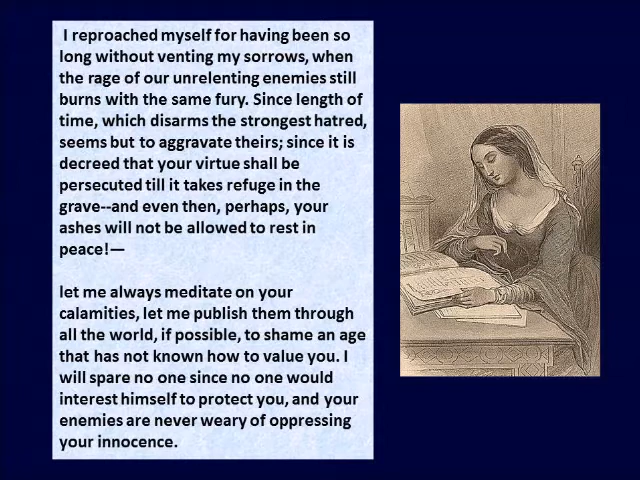 I reproached myself for having been so
long without venting my sorrows, when
the rage of our unrelenting enemies still
burns with the same fury. Since length of
time, which disarms the strongest hatred,
seems but to aggravate theirs; since it is
decreed that your virtue shall be
persecuted till it takes refuge in the
grave--and even then, perhaps, your
ashes will not be allowed to rest in
peace!—
let me always meditate on your
calamities, let me publish them through
all the world, if possible, to shame an age
that has not known how to value you. I
will spare no one since no one would
interest himself to protect you, and your
enemies are never weary of oppressing
your innocence.